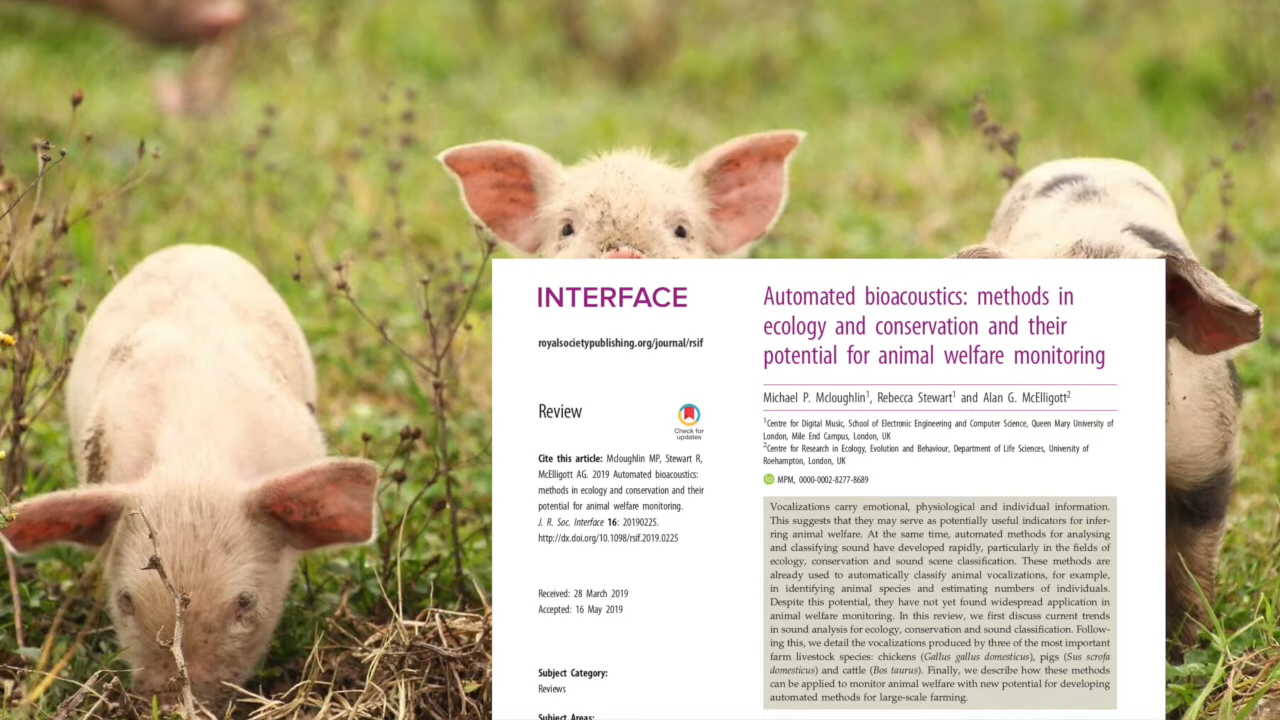 INTERFACE
royalsocietypublishing.org/journal/rsif
Review
Check for
updates
Cite this article: Mcloughlin MP, Stewart R,
McElligott AG. 2019 Automated bioacoustics:
methods in ecology and conservation and their
potential for animal welfare monitoring.
J. R. Soc. Interface 16: 20190225.
http://dx.doi.org/10.1098/rsif.2019.0225
Received: 28 March 2019
Accepted: 16 May 2019
Subject Category:
Reviews
Subject Areas:
Automated bioacoustics: methods in
ecology and conservation and their
potential for animal welfare monitoring
Michael P. Mcloughlin1, Rebecca Stewart1 and Alan G. McElligott2
1Centre for Digital Music, School of Electronic Engineering and Computer Science, Queen Mary University of
London, Mile End Campus, London, UK
2Centre for Research in Ecology, Evolution and Behaviour, Department of Life Sciences, University of
Roehampton, London, UK
iD MPM, 0000-0002-8277-8689
Vocalizations carry emotional, physiological and individual information.
This suggests that they may serve as potentially useful indicators for infer-
ring animal welfare. At the same time, automated methods for analysing
and classifying sound have developed rapidly, particularly in the fields of
ecology, conservation and sound scene classification. These methods are
already used to automatically classify animal vocalizations, for example,
in identifying animal species and estimating numbers of individuals.
Despite this potential, they have not yet found widespread application in
animal welfare monitoring. In this review, we first discuss current trends
in sound analysis for ecology, conservation and sound classification. Follow-
ing this, we detail the vocalizations produced by three of the most important
farm livestock species: chickens (Gallus gallus domesticus), pigs (Sus scrofa
domesticus) and cattle (Bos taurus). Finally, we describe how these methods
can be applied to monitor animal welfare with new potential for developing
automated methods for large-scale farming.